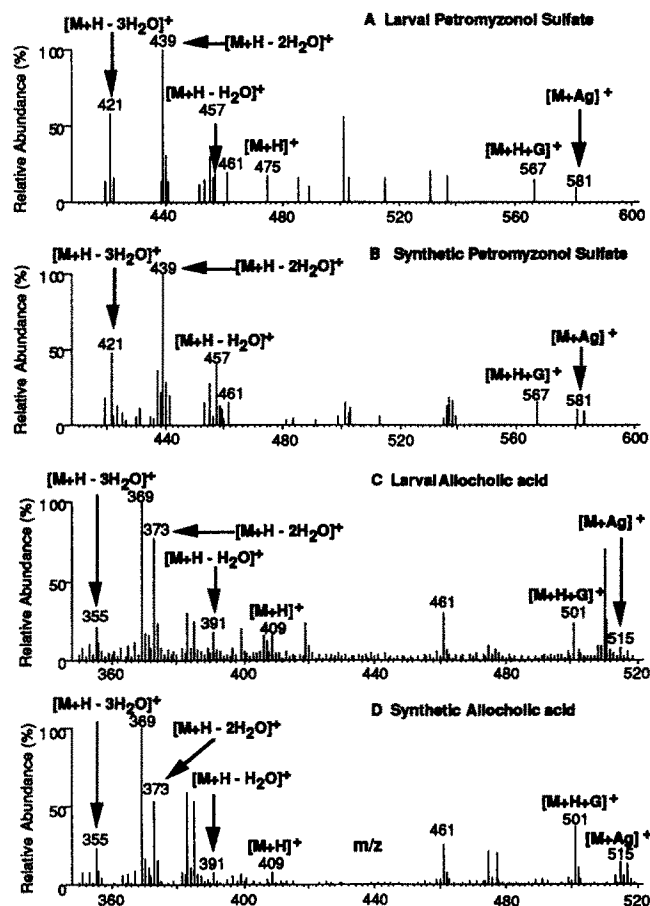 A Larval Petromyzonol Sulfate
[M+H - 3H2O]+
[M+H - 2H2O]+
[M+H - H2O]+
[M+H]+
[M+H+G]+
[M+Ag]+
421
439
457
461
475
567
581
Relative Abundance (%)
100
50
0
440
480
520
560
600
B Synthetic Petromyzonol Sulfate
[M+H - 3H2O]+
[M+H - 2H2O]+
[M+H - H2O]+
[M+H+G]+
[M+Ag]+
421
439
457
461
567
581
Relative Abundance (%)
100
50
0
440
480
520
560
600
C Larval Allocholic acid
[M+H - 3H2O]+
[M+H - 2H2O]+
[M+H - H2O]+
[M+H]+
[M+H+G]+
[M+Ag]+
355
369
373
391
409
461
501
515
Relative Abundance (%)
100
50
0
360
400
440
480
520
D Synthetic Allocholic acid
[M+H - 3H2O]+
[M+H - 2H2O]+
[M+H - H2O]+
[M+H]+
[M+H+G]+
[M+Ag]+
355
369
373
391
409
m/z
461
501
515
Relative Abundance (%)
100
50
0
360
400
440
480
520